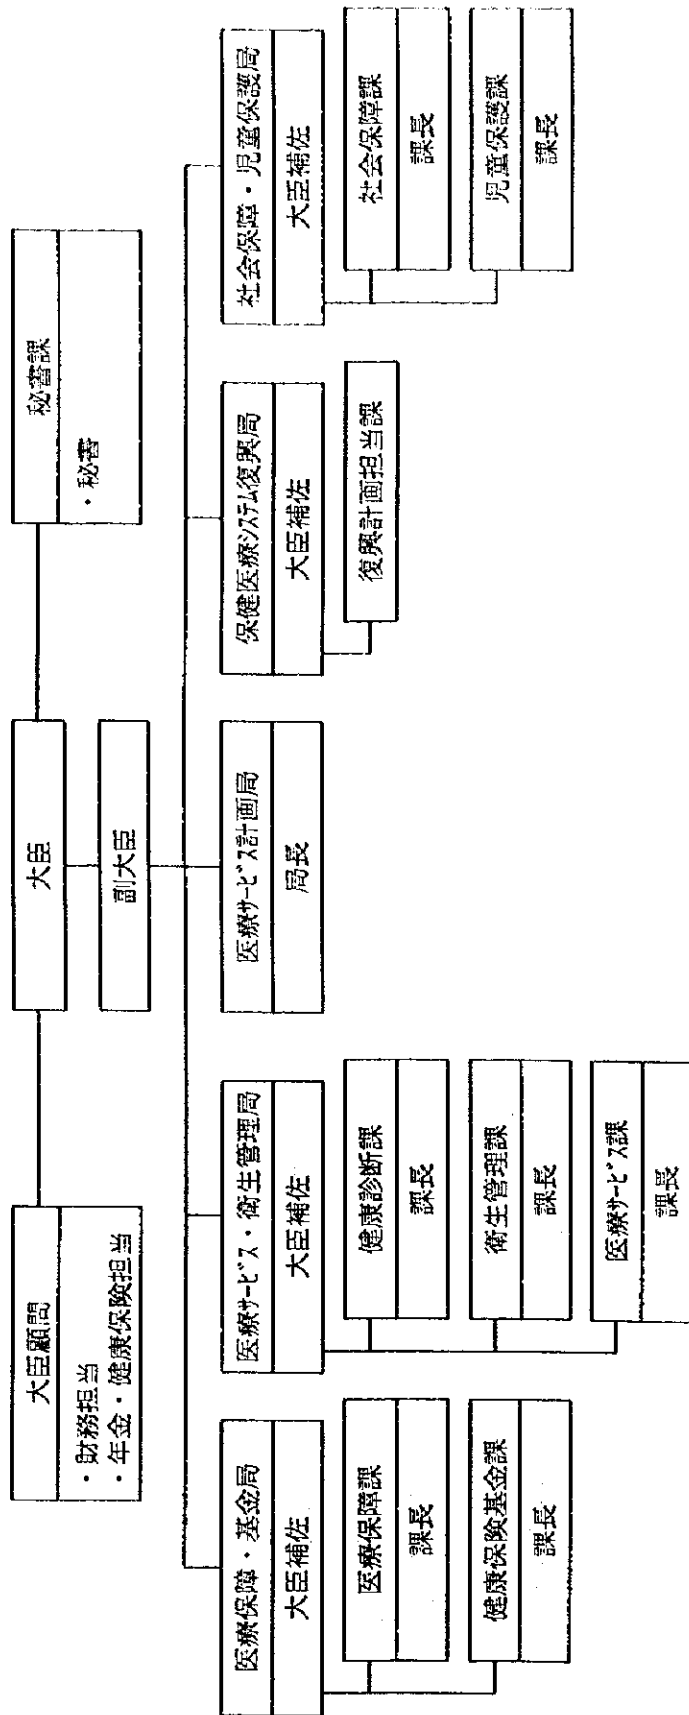 大臣顧問
・財務担当
・年金・健康保険担当
大臣
秘書課
・秘書
副大臣
医療保障・基金局
大臣補佐
医療保障課
課長
健康保険基金課
課長
医療サービス・衛生管理局
大臣補佐
健康診断課
課長
衛生管理課
課長
医療サービス課
課長
医療サービス計画局
局長
保健医療システム復興局
大臣補佐
復興計画担当課
社会保障・児童保護局
大臣補佐
社会保障課
課長
児童保護課
課長